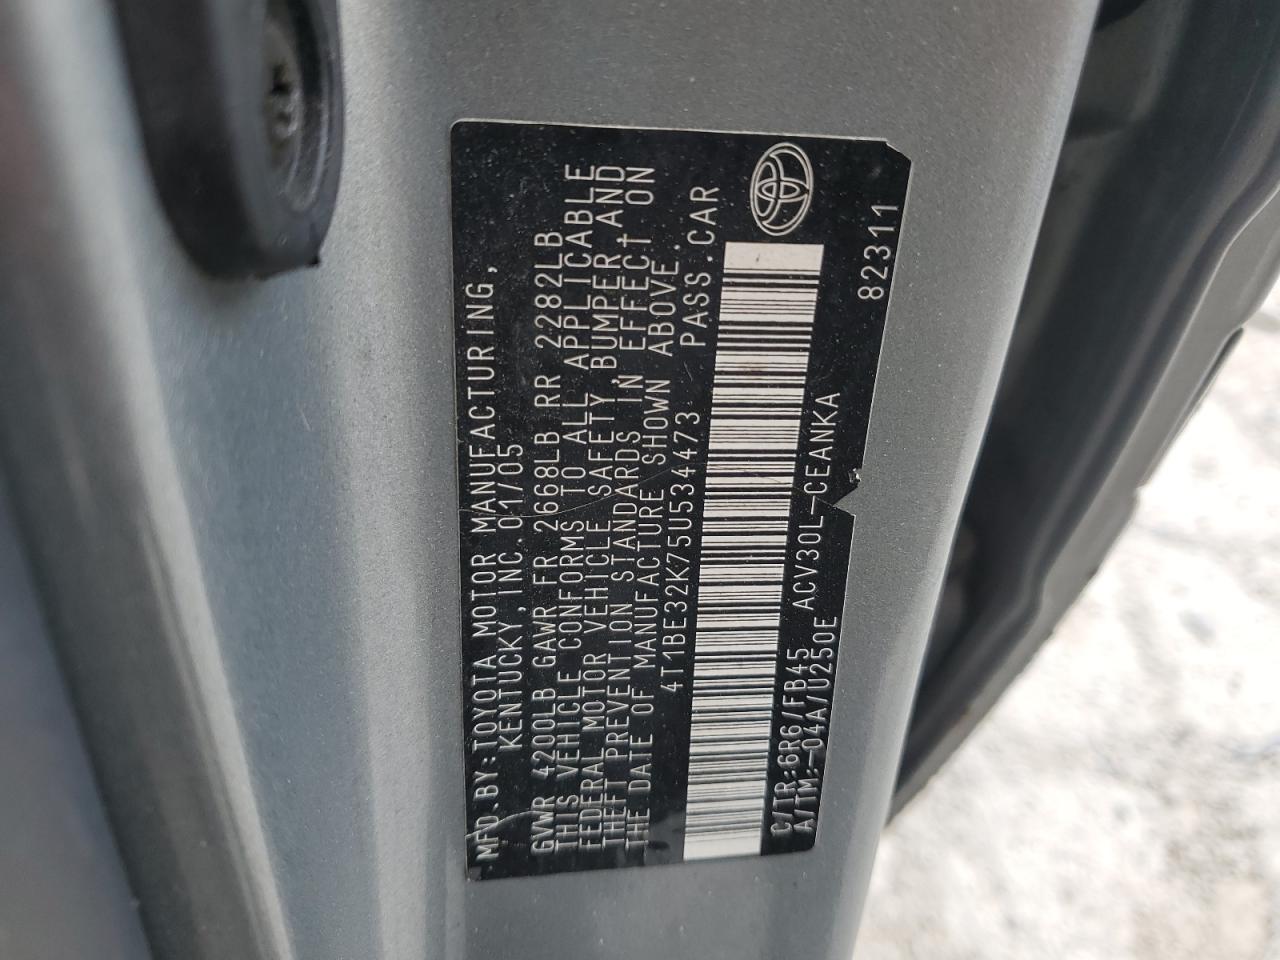 MFD.BY:TOYOTA MOTOR MANUFACTURING,
KENTUCKY,INC. 01/05
GVWR 4200LB GAWR FR 2668LB RR 2282LB
THIS VEHICLE CONFORMS TO ALL APPLICABLE
FEDERAL MOTOR VEHICLE SAFETY,BUMPER,AND
THEFT PREVENTION STANDARDS IN EFFECT ON
THE DATE OF MANUFACTURE SHOWN ABOVE.
4T1BE32K75U534473 PASS.CAR
C/TR:6R6/FB45 ACV30L-CEANKA
A/TM:-04A/U250E
82311